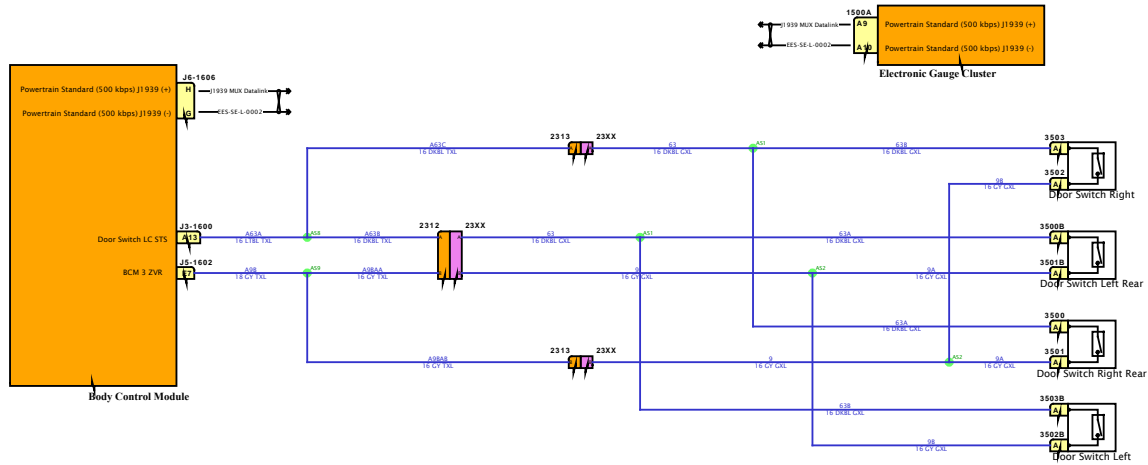 1500A
A9
J1939 MUX Datalink
Powertrain Standard (500 kbps) J1939 (+)
A10
EES-SE-L-0002
Powertrain Standard (500 kbps) J1939 (-)
Electronic Gauge Cluster
J6-1606
Powertrain Standard (500 kbps) J1939 (+)
H
J1939 MUX Datalink
Powertrain Standard (500 kbps) J1939 (-)
G
EES-SE-L-0002
2313
23XX
3503
A63C
16 DKBL TXL
63
16 DKBL GXL
AS1
63B
16 DKBL GXL
A
3502
9B
16 GY GXL
A
Door Switch Right
J3-1600
2312
23XX
3500B
Door Switch LC STS
A13
A63A
16 LTBL TXL
AS8
A63B
16 DKBL TXL
A
A
63
16 DKBL GXL
AS1
63A
16 DKBL GXL
A
J5-1602
3501B
BCM 3 ZVR
E7
A9B
18 GY TXL
AS9
A9BAA
16 GY TXL
9
16 GY GXL
AS2
9A
16 GY GXL
A
Door Switch Left Rear
3500
63A
16 DKBL GXL
A
2313
23XX
3501
A9BAB
16 GY TXL
9
16 GY GXL
AS2
9A
16 GY GXL
A
Door Switch Right Rear
Body Control Module
3503B
63B
16 DKBL GXL
A
3502B
9B
16 GY GXL
A
Door Switch Left